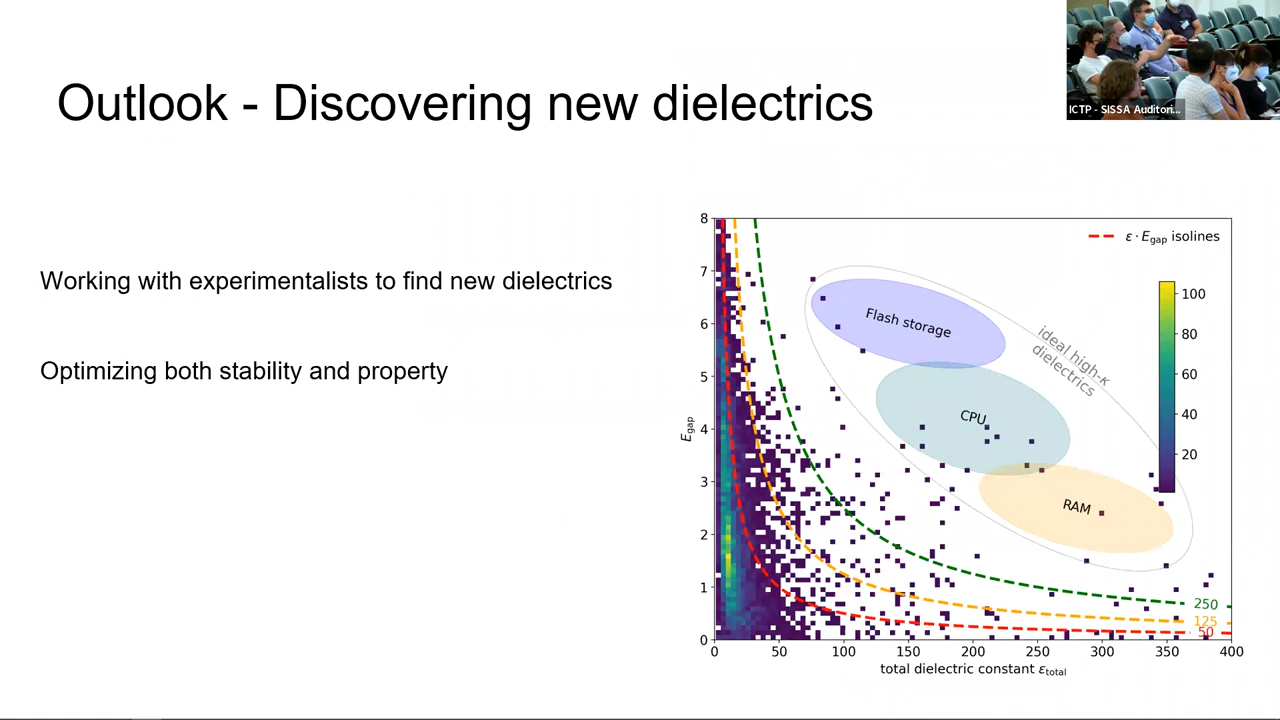 ICTP - SISSA Auditori...
Outlook - Discovering new dielectrics
Working with experimentalists to find new dielectrics
Optimizing both stability and property
ε · E_gap isolines
Flash storage
CPU
RAM
ideal high-κ
dielectrics
100
80
60
40
20
250
125
50
E_gap
8
7
6
5
4
3
2
1
0
0 50 100 150 200 250 300 350 400
total dielectric constant ε_total